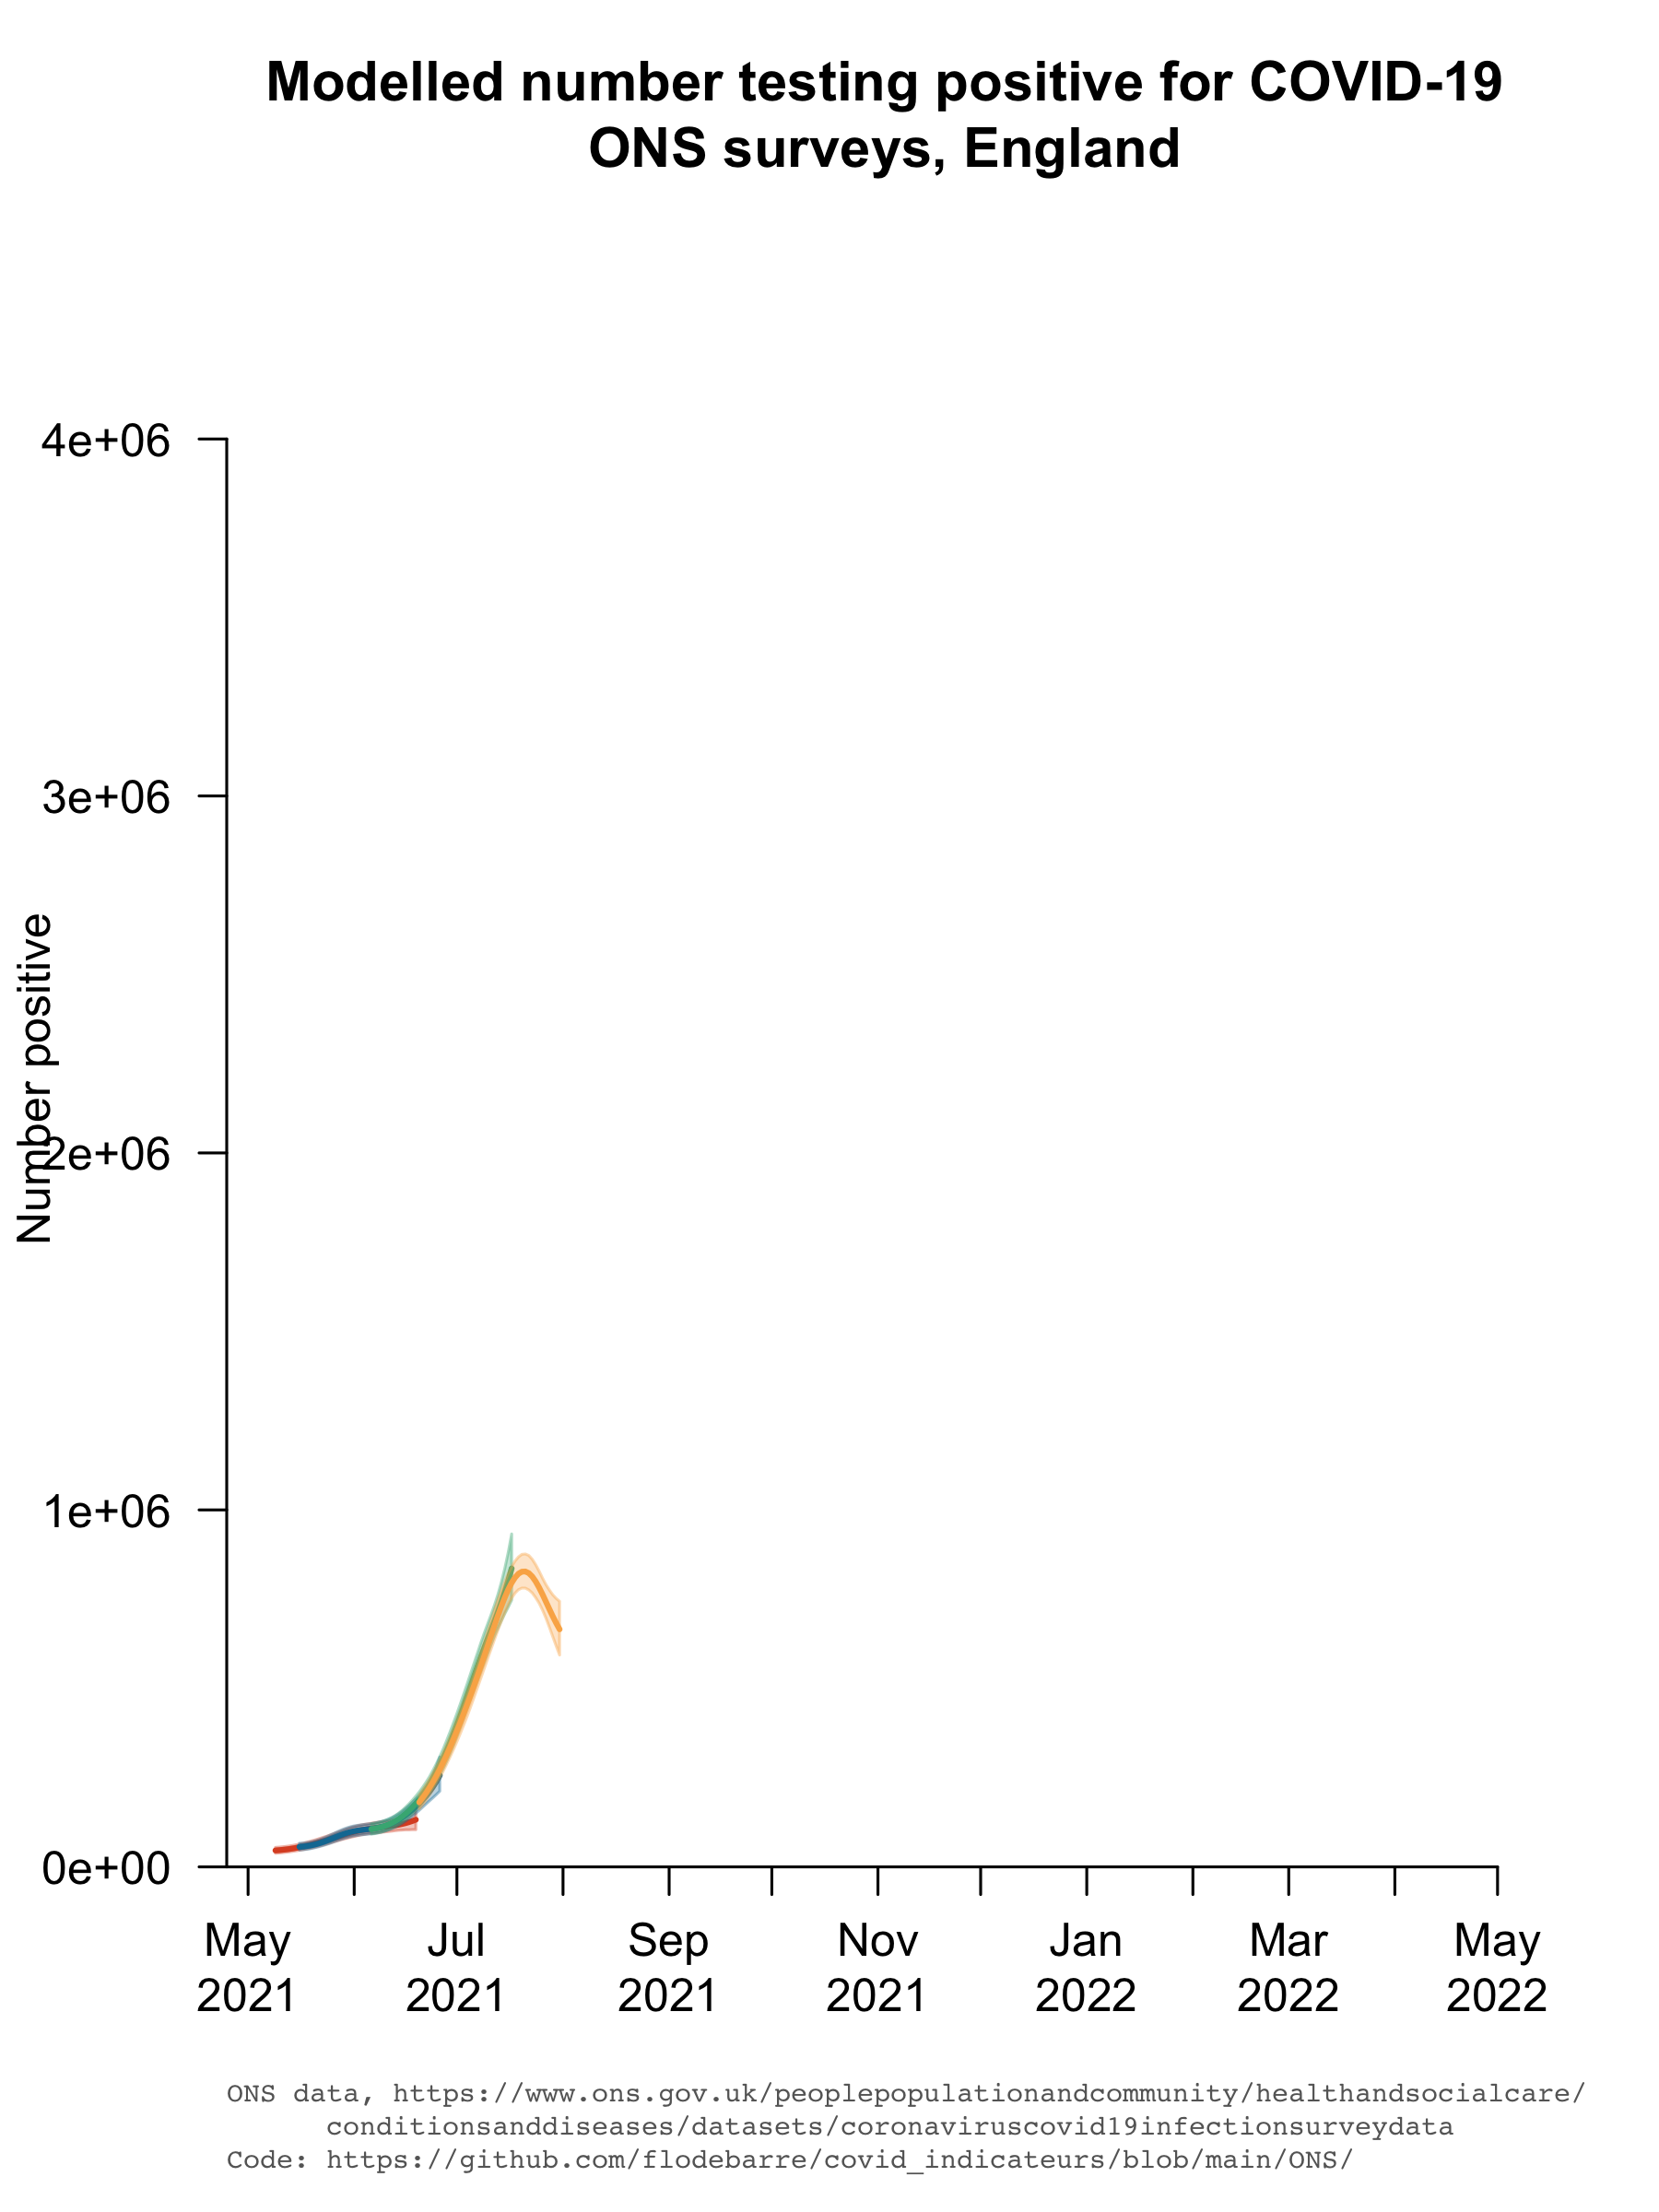 Modelled number testing positive for COVID-19
ONS surveys, England
4e+06
3e+06
Number positive
2e+06
1e+06
0e+00
May Jul Sep Nov Jan Mar May
2021 2021 2021 2021 2022 2022 2022
ONS data, https://www.ons.gov.uk/peoplepopulationandcommunity/healthandsocialcare/
conditionsanddiseases/datasets/coronaviruscovid19infectionsurveydata
Code: https://github.com/flodebarre/covid_indicateurs/blob/main/ONS/